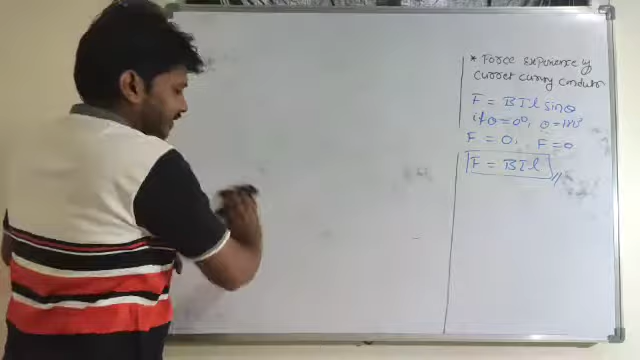 * Force experience by
current carrying conductor
F = BIl sinθ
if θ = 0°, θ = 180°
F = 0, F = 0
F = BIl